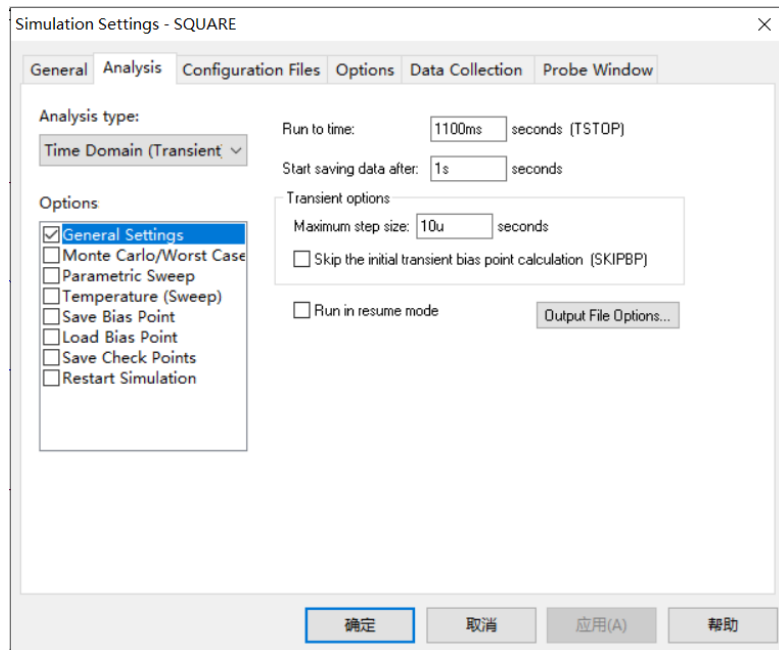 Simulation Settings - SQUARE
General Analysis Configuration Files Options Data Collection Probe Window
Analysis type:
Time Domain (Transient)
Options
General Settings
Monte Carlo/Worst Case
Parametric Sweep
Temperature (Sweep)
Save Bias Point
Load Bias Point
Save Check Points
Restart Simulation
Run to time: 1100ms seconds (TSTOP)
Start saving data after: 1s seconds
Transient options
Maximum step size: 10u seconds
Skip the initial transient bias point calculation (SKIPBP)
Run in resume mode
Output File Options...
确定 取消 应用(A) 帮助